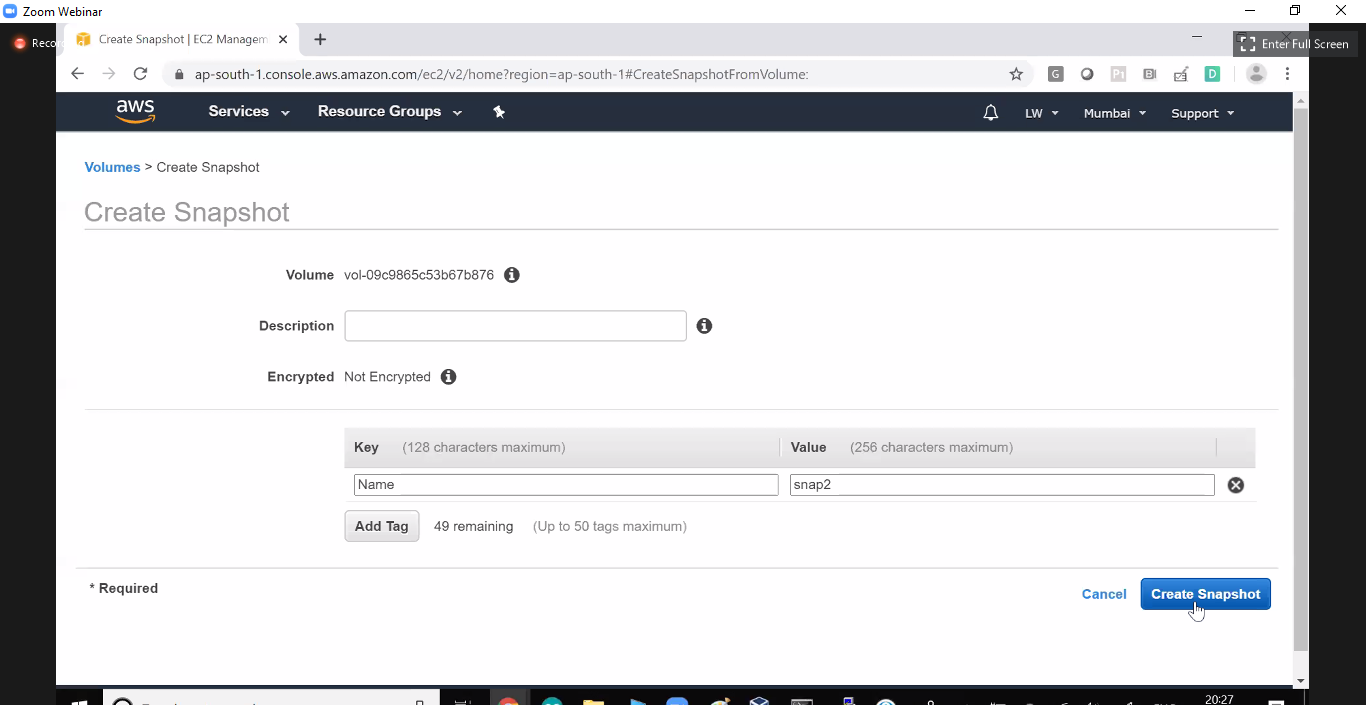 Zoom Webinar
Create Snapshot | EC2 Managem
Enter Full Screen
ap-south-1.console.aws.amazon.com/ec2/v2/home?region=ap-south-1#CreateSnapshotFromVolume:
aws Services Resource Groups LW Mumbai Support
Volumes > Create Snapshot
Create Snapshot
Volume vol-09c9865c53b67b876
Description
Encrypted Not Encrypted
Key (128 characters maximum) Value (256 characters maximum)
Name snap2
Add Tag 49 remaining (Up to 50 tags maximum)
* Required
Cancel Create Snapshot
20:27